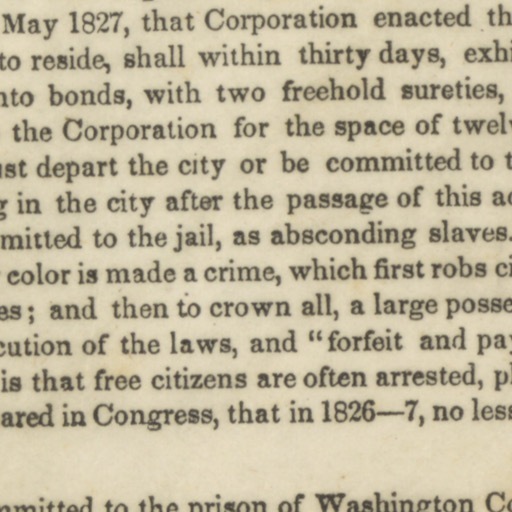 May 1827, that Corporation enacted th
to reside, shall within thirty days, exhi
nto bonds, with two freehold sureties,
the Corporation for the space of twel
st depart the city or be committed to t
g in the city after the passage of this a
mitted to the jail, as absconding slaves.
color is made a crime, which first robs ci
es; and then to crown all, a large posse
cution of the laws, and "forfeit and pay
is that free citizens are often arrested, p
ared in Congress, that in 1826—7, no less
mmitted to the prison of Washington Co